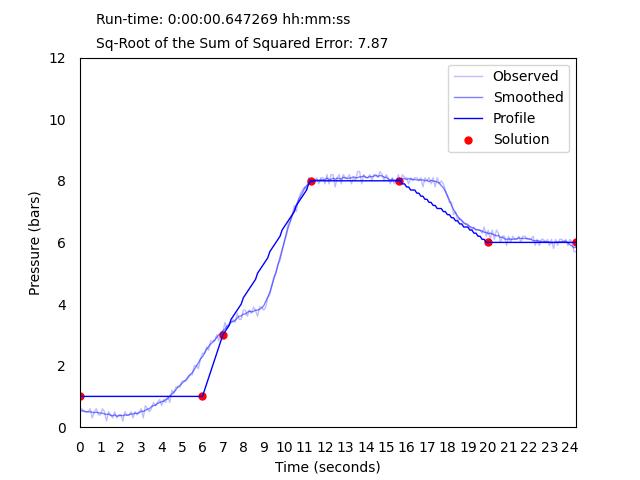 Run-time: 0:00:00.647269 hh:mm:ss
Sq-Root of the Sum of Squared Error: 7.87
12
10
8
6
4
2
0
Pressure (bars)
Observed
Smoothed
Profile
Solution
0 1 2 3 4 5 6 7 8 9 10 11 12 13 14 15 16 17 18 19 20 21 22 23 24
Time (seconds)